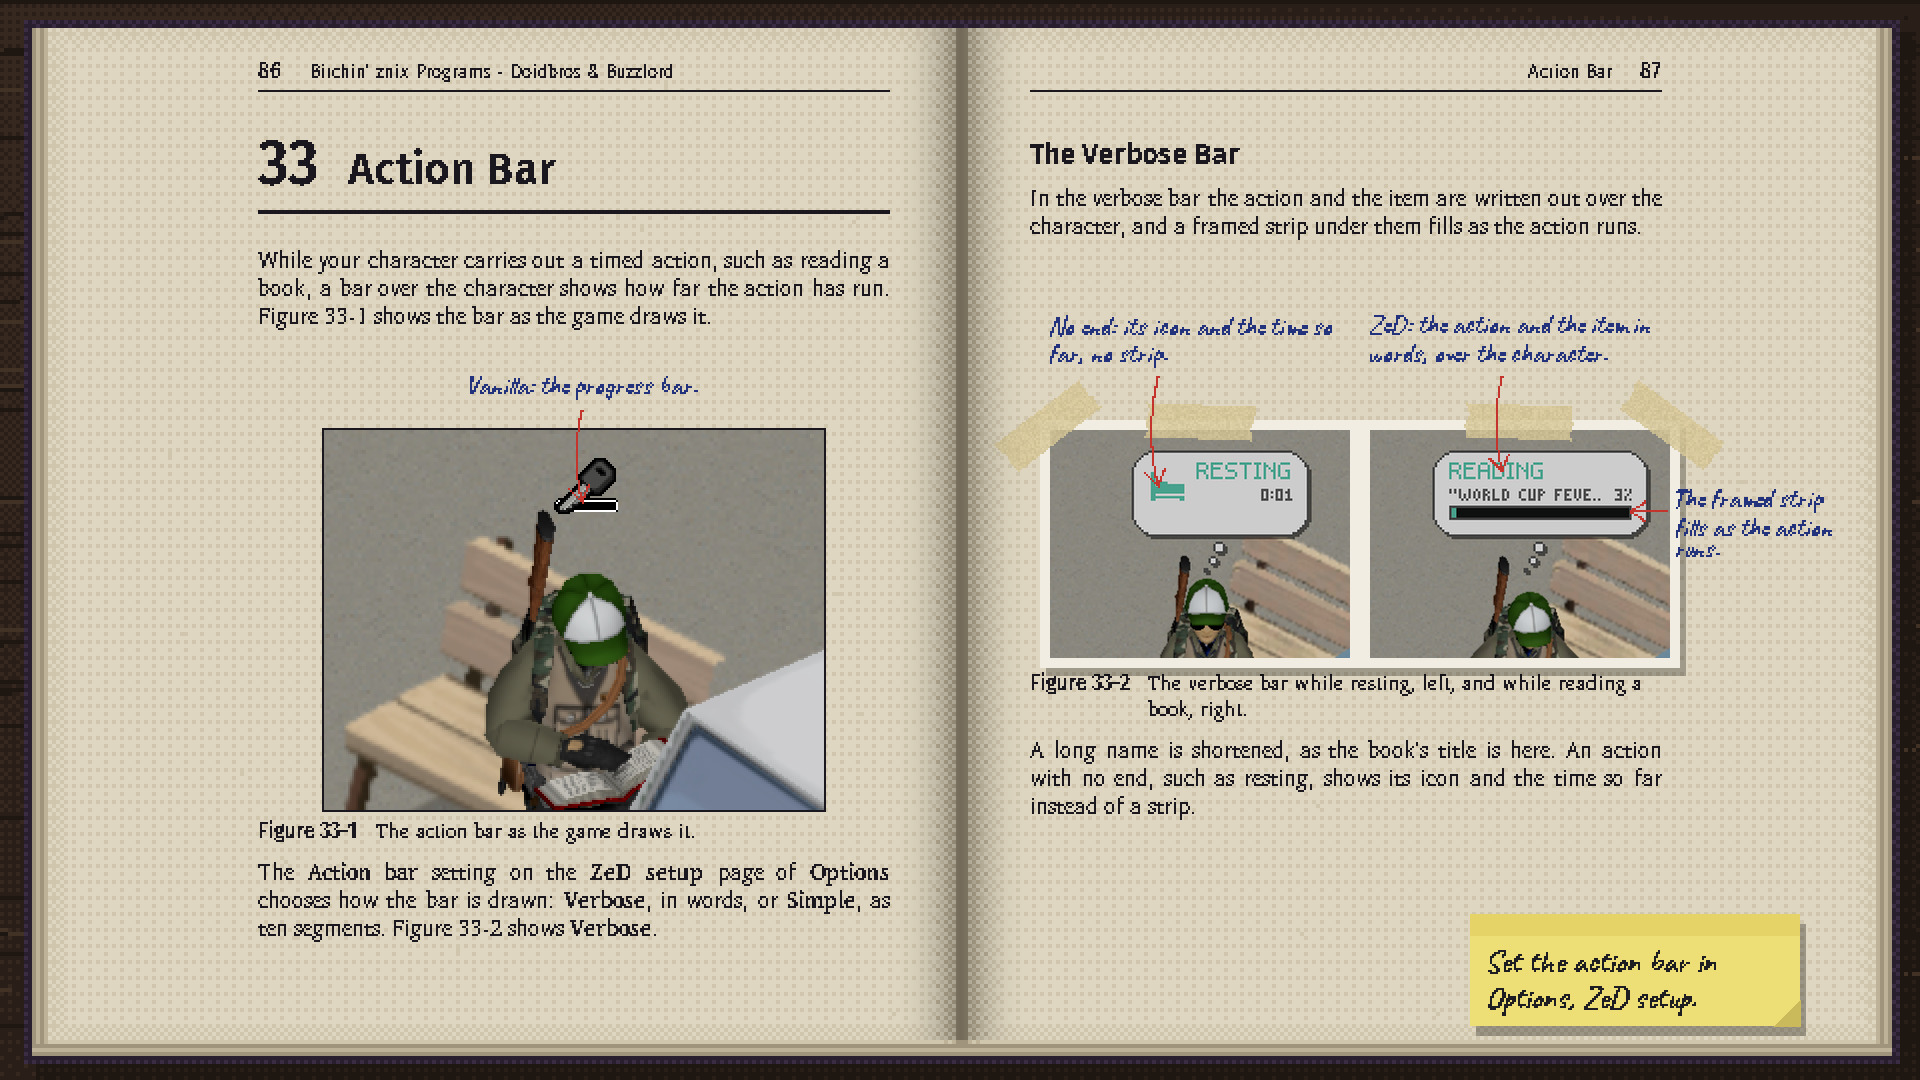 86 Bitchin' znix Programs - Doidbros & Buzzlord
33 Action Bar
While your character carries out a timed action, such as reading a
book, a bar over the character shows how far the action has run.
Figure 33-1 shows the bar as the game draws it.
Vanilla: the progress bar.
Figure 33-1 The action bar as the game draws it.
The Action bar setting on the ZeD setup page of Options
chooses how the bar is drawn: Verbose, in words, or Simple, as
ten segments. Figure 33-2 shows Verbose.
Action Bar 87
The Verbose Bar
In the verbose bar the action and the item are written out over the
character, and a framed strip under them fills as the action runs.
No end: its icon and the time so
far, no strip.
ZeD: the action and the item in
words, over the character.
RESTING
0:01
READING
"WORLD CUP FEVE.. 3%
The framed strip
fills as the action
runs.
Figure 33-2 The verbose bar while resting, left, and while reading a
book, right.
A long name is shortened, as the book's title is here. An action
with no end, such as resting, shows its icon and the time so far
instead of a strip.
Set the action bar in
Options, ZeD setup.